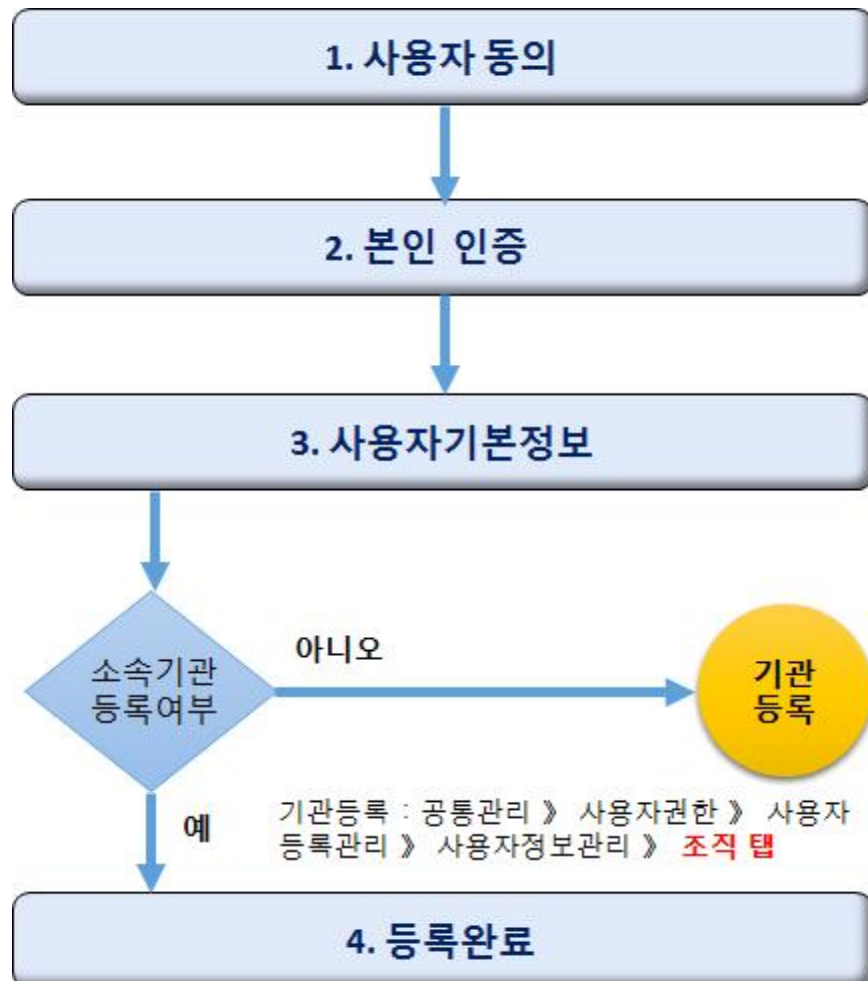 1. 사용자 동의
2. 본인 인증
3. 사용자기본정보
소속기관
등록여부
아니오
기관
등록
예
기관등록 : 공통관리 》 사용자권한 》 사용자
등록관리 》 사용자정보관리 》 조직 탭
4. 등록완료